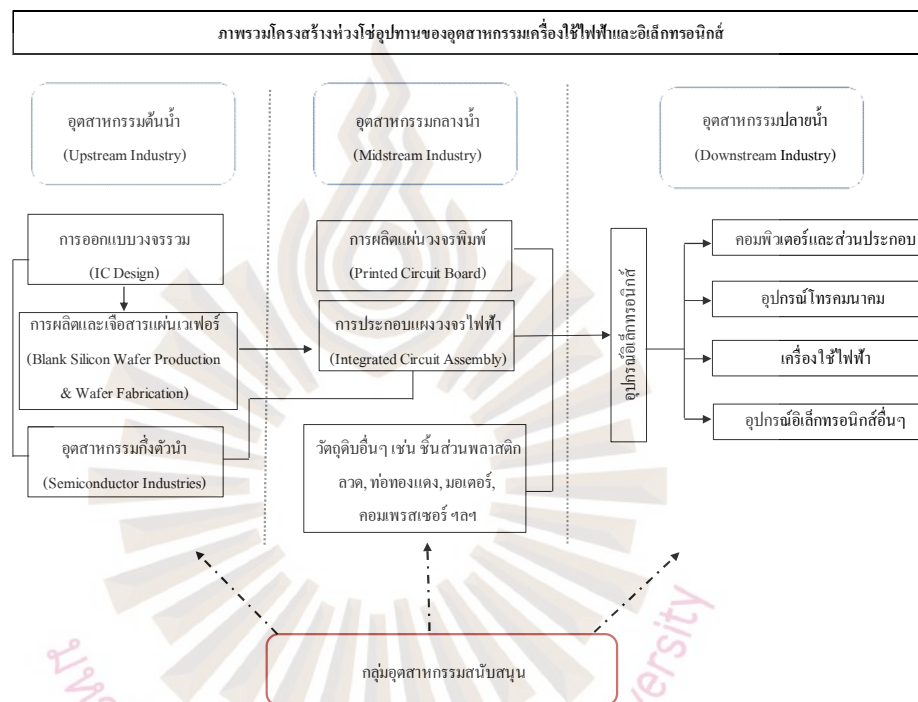 ภาพรวมโครงสร้างห่วงโซ่อุปทานของอุตสาหกรรมเครื่องใช้ไฟฟ้าและอิเล็กทรอนิกส์
อุตสาหกรรมต้นน้ำ
(Upstream Industry)
อุตสาหกรรมกลางน้ำ
(Midstream Industry)
อุตสาหกรรมปลายน้ำ
(Downstream Industry)
การออกแบบวงจรรวม
(IC Design)
การผลิตและเจือสารแผ่นเวเฟอร์
(Blank Silicon Wafer Production
& Wafer Fabrication)
อุตสาหกรรมกึ่งตัวนำ
(Semiconductor Industries)
การผลิตแผ่นวงจรพิมพ์
(Printed Circuit Board)
การประกอบแผงวงจรไฟฟ้า
(Integrated Circuit Assembly)
วัตถุดิบอื่นๆ เช่น ชิ้นส่วนพลาสติก
ลวด, ท่อทองแดง, มอเตอร์,
คอมเพรสเซอร์ ฯลฯ
อุปกรณ์อิเล็กทรอนิกส์
คอมพิวเตอร์และส่วนประกอบ
อุปกรณ์โทรคมนาคม
เครื่องใช้ไฟฟ้า
อุปกรณ์อิเล็กทรอนิกส์อื่นๆ
กลุ่มอุตสาหกรรมสนับสนุน